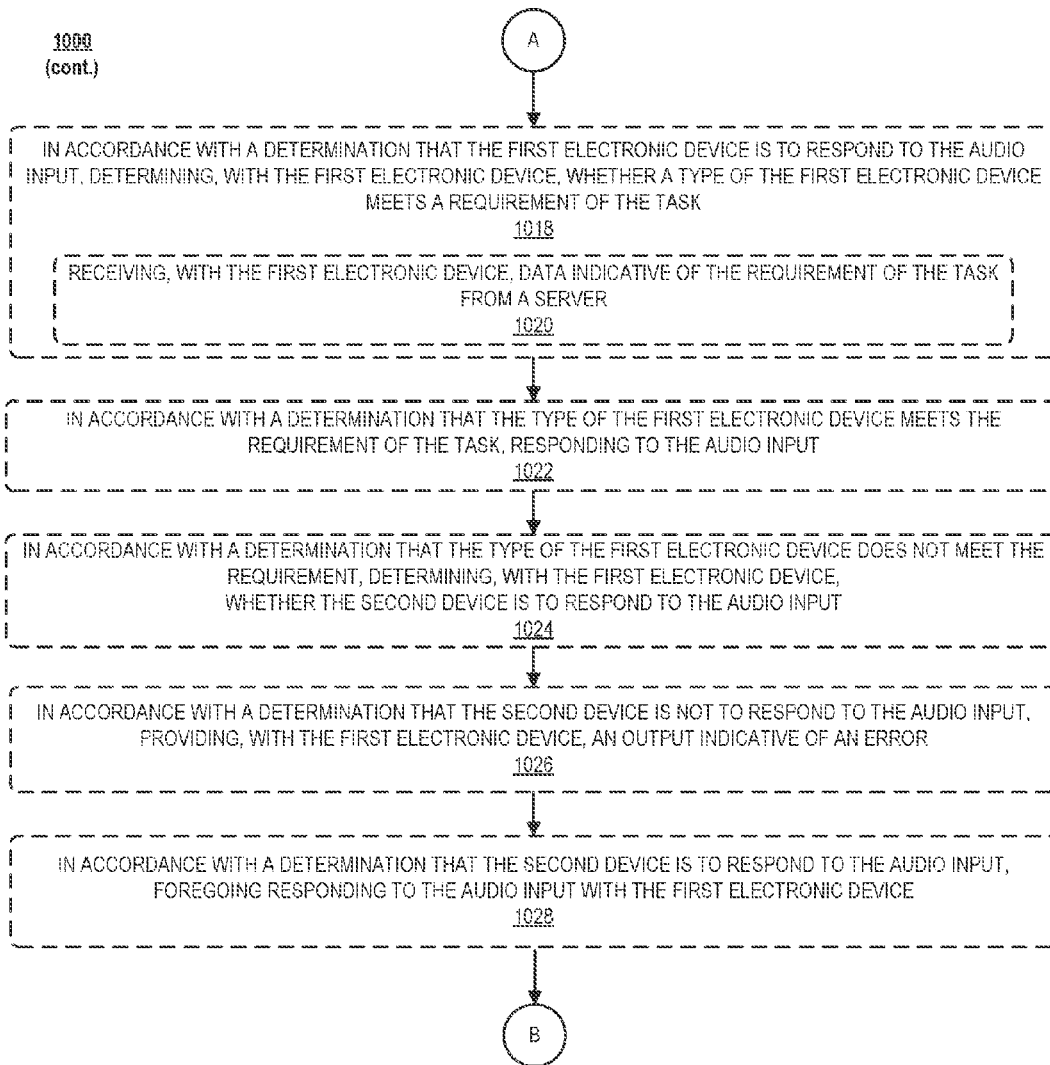 1000
(cont.)
A
IN ACCORDANCE WITH A DETERMINATION THAT THE FIRST ELECTRONIC DEVICE IS TO RESPOND TO THE AUDIO
INPUT, DETERMINING, WITH THE FIRST ELECTRONIC DEVICE, WHETHER A TYPE OF THE FIRST ELECTRONIC DEVICE
MEETS A REQUIREMENT OF THE TASK
1018
RECEIVING, WITH THE FIRST ELECTRONIC DEVICE, DATA INDICATIVE OF THE REQUIREMENT OF THE TASK
FROM A SERVER
1020
IN ACCORDANCE WITH A DETERMINATION THAT THE TYPE OF THE FIRST ELECTRONIC DEVICE MEETS THE
REQUIREMENT OF THE TASK, RESPONDING TO THE AUDIO INPUT
1022
IN ACCORDANCE WITH A DETERMINATION THAT THE TYPE OF THE FIRST ELECTRONIC DEVICE DOES NOT MEET THE
REQUIREMENT, DETERMINING, WITH THE FIRST ELECTRONIC DEVICE,
WHETHER THE SECOND DEVICE IS TO RESPOND TO THE AUDIO INPUT
1024
IN ACCORDANCE WITH A DETERMINATION THAT THE SECOND DEVICE IS NOT TO RESPOND TO THE AUDIO INPUT,
PROVIDING, WITH THE FIRST ELECTRONIC DEVICE, AN OUTPUT INDICATIVE OF AN ERROR
1026
IN ACCORDANCE WITH A DETERMINATION THAT THE SECOND DEVICE IS TO RESPOND TO THE AUDIO INPUT,
FOREGOING RESPONDING TO THE AUDIO INPUT WITH THE FIRST ELECTRONIC DEVICE
1028
B